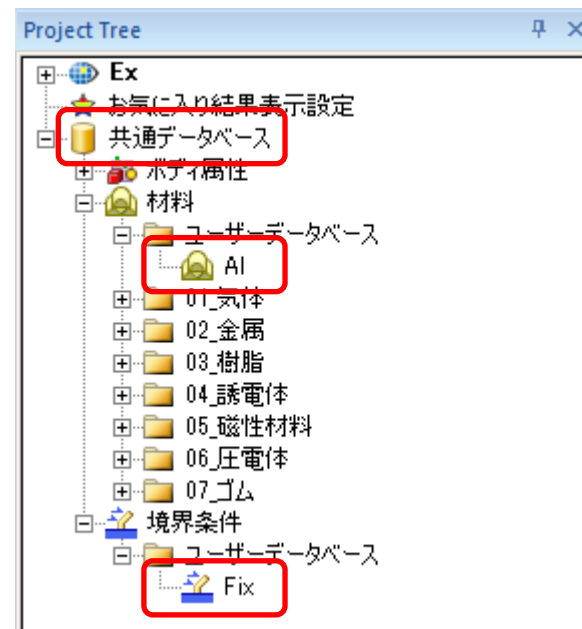 Project Tree
Ex
お気に入り結果表示設定
共通データベース
ボディ属性
材料
ユーザーデータベース
Al
01_気体
02_金属
03_樹脂
04_誘電体
05_磁性材料
06_圧電体
07_ゴム
境界条件
ユーザーデータベース
Fix